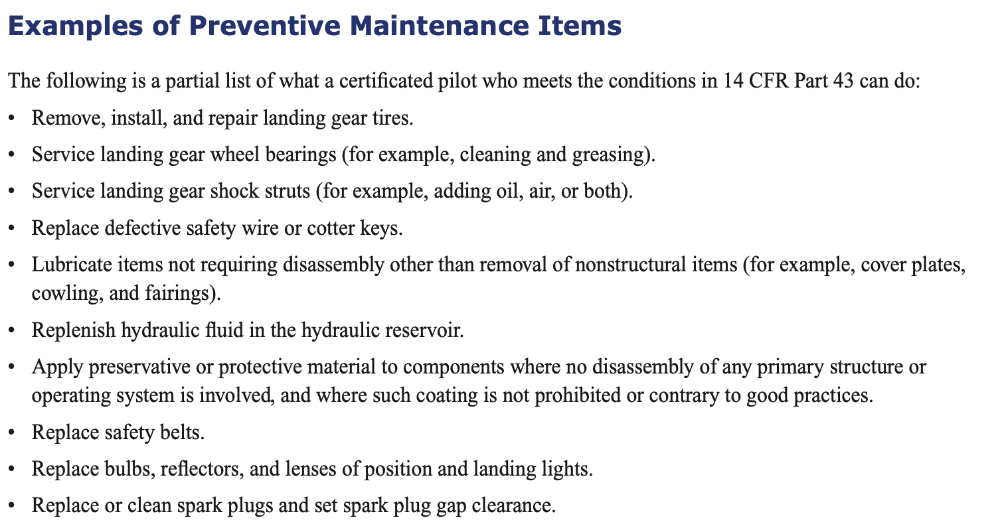 Examples of Preventive Maintenance Items
The following is a partial list of what a certificated pilot who meets the conditions in 14 CFR Part 43 can do:
• Remove, install, and repair landing gear tires.
• Service landing gear wheel bearings (for example, cleaning and greasing).
• Service landing gear shock struts (for example, adding oil, air, or both).
• Replace defective safety wire or cotter keys.
• Lubricate items not requiring disassembly other than removal of nonstructural items (for example, cover plates,
cowling, and fairings).
• Replenish hydraulic fluid in the hydraulic reservoir.
• Apply preservative or protective material to components where no disassembly of any primary structure or
operating system is involved, and where such coating is not prohibited or contrary to good practices.
• Replace safety belts.
• Replace bulbs, reflectors, and lenses of position and landing lights.
• Replace or clean spark plugs and set spark plug gap clearance.